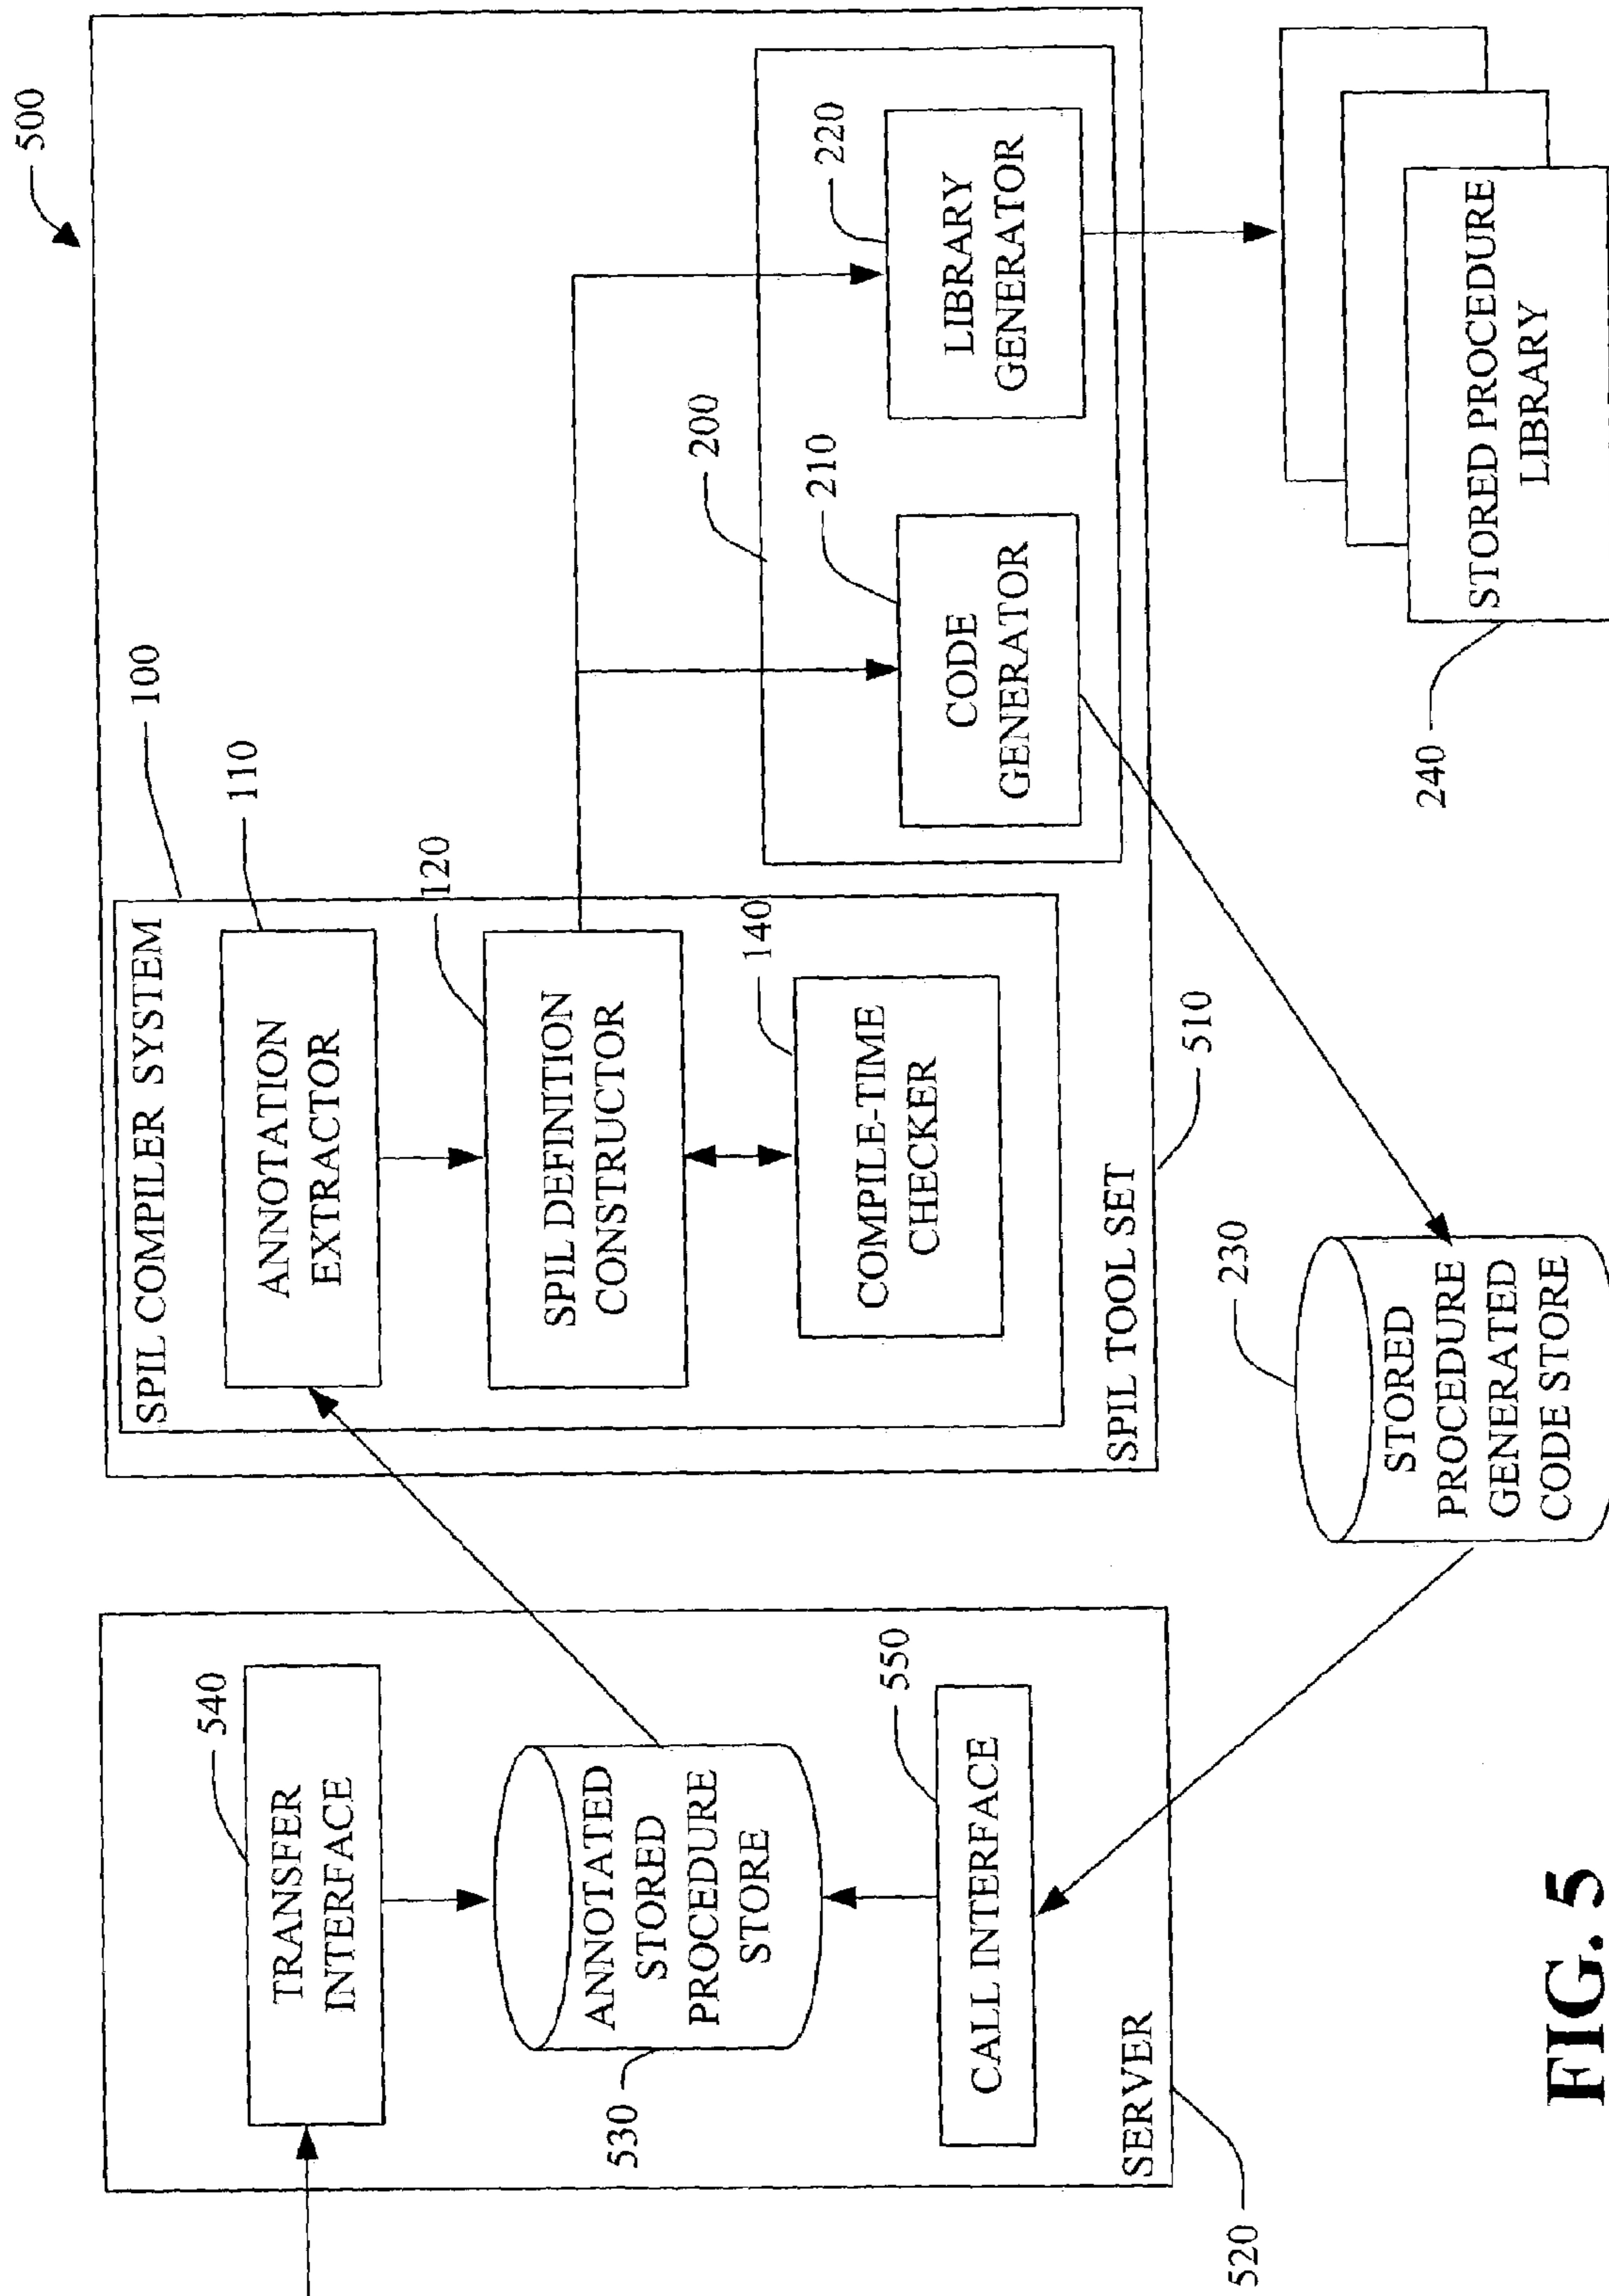 500
540
TRANSFER
INTERFACE
ANNOTATED
STORED
PROCEDURE
STORE
530
550
CALL INTERFACE
SERVER
520
SPIL COMPILER SYSTEM
100
110
ANNOTATION
EXTRACTOR
120
SPIL DEFINITION
CONSTRUCTOR
140
COMPILE-TIME
CHECKER
SPIL TOOL SET
510
200
210
CODE
GENERATOR
220
LIBRARY
GENERATOR
230
STORED
PROCEDURE
GENERATED
CODE STORE
240
STORED PROCEDURE
LIBRARY
FIG. 5